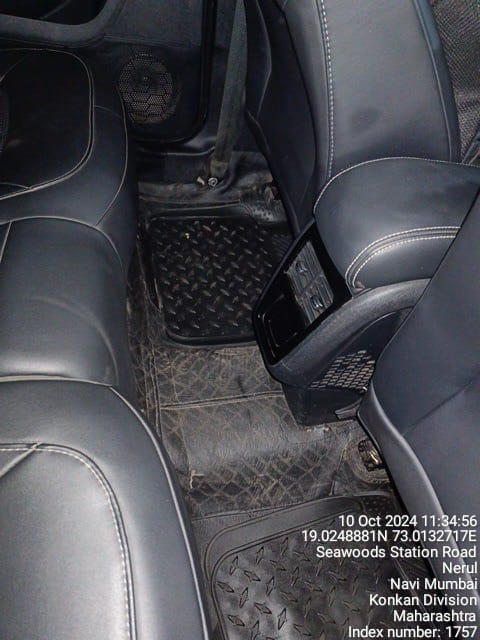 10 Oct 2024 11:34:56
19.0248881N 73.0132717E
Seawoods Station Road
Nerul
Navi Mumbai
Konkan Division
Maharashtra
Index number: 1757